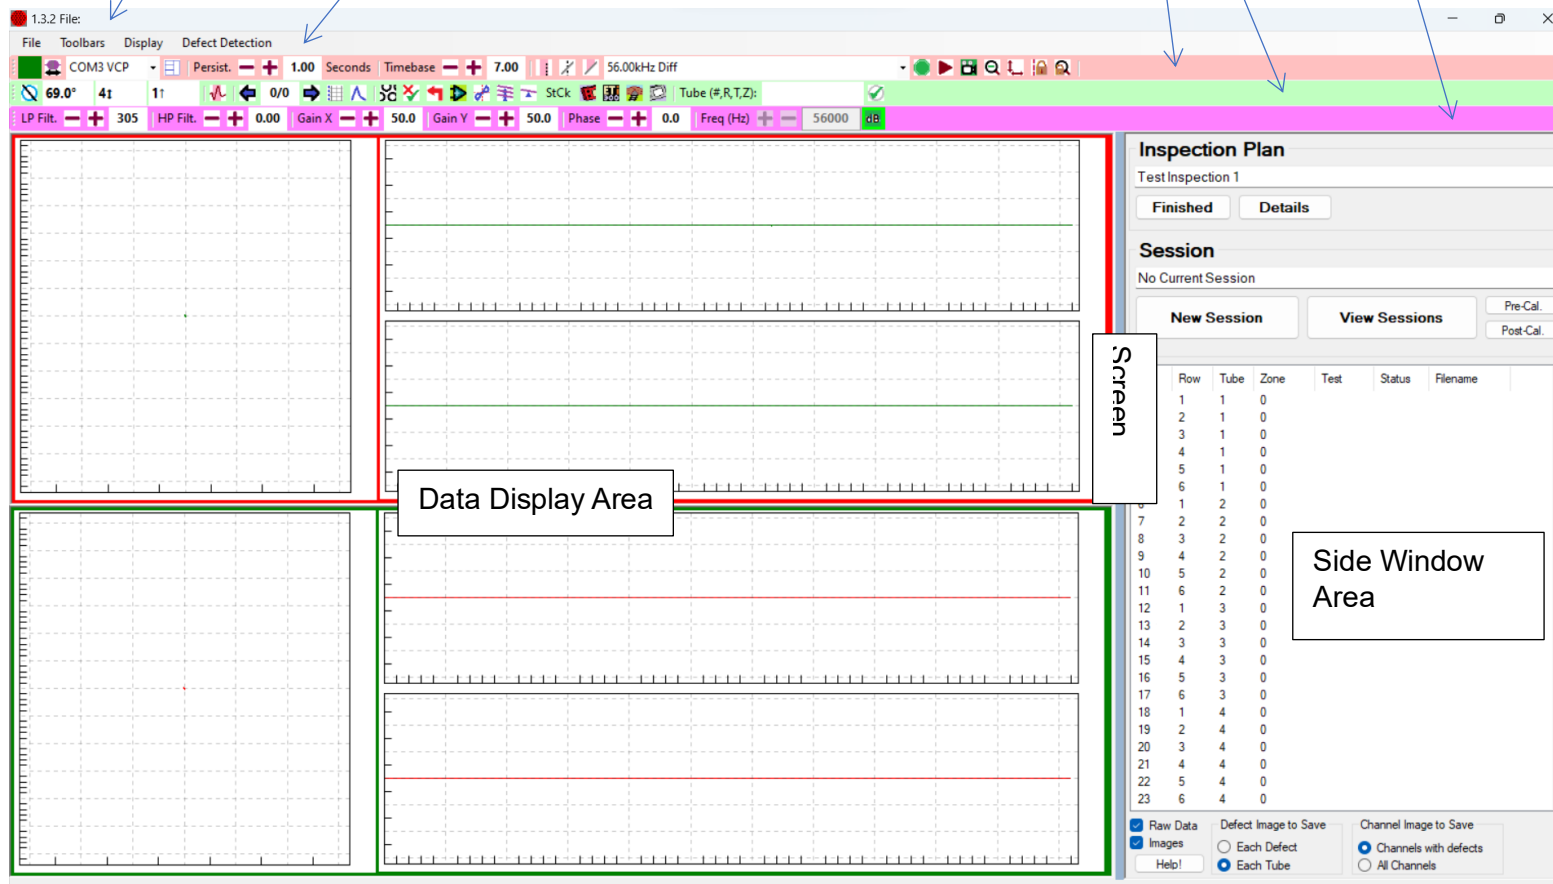 1.3.2 File:
File Toolbars Display Defect Detection
COM3 VCP Persist. 1.00 Seconds Timebase 7.00 56.00kHz Diff
69.0° 4↕ 1↑ 0/0 StCk Tube (#,R,T,Z):
LP Filt. 305 HP Filt. 0.00 Gain X 50.0 Gain Y 50.0 Phase 0.0 Freq (Hz) 56000 dB
Inspection Plan
Test Inspection 1
Finished Details
Session
No Current Session
New Session View Sessions Pre-Cal.
Post-Cal.
Screen
Row Tube Zone Test Status Filename
1 1 0
2 1 0
3 1 0
4 1 0
5 1 0
6 1 0
1 2 0
7 2 2 0
8 3 2 0
9 4 2 0
10 5 2 0
11 6 2 0
12 1 3 0
13 2 3 0
14 3 3 0
15 4 3 0
16 5 3 0
17 6 3 0
18 1 4 0
19 2 4 0
20 3 4 0
21 4 4 0
22 5 4 0
23 6 4 0
Data Display Area
Side Window
Area
Raw Data
Images
Help!
Defect Image to Save
Each Defect
Each Tube
Channel Image to Save
Channels with defects
All Channels